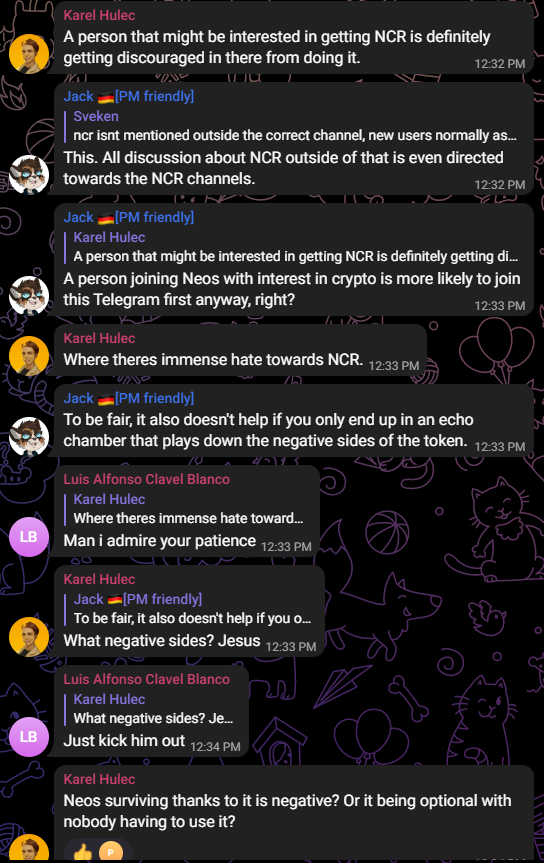 Karel Hulec
A person that might be interested in getting NCR is definitely
getting discouraged in there from doing it.
12:32 PM
Jack 🇩🇪[PM friendly]
Sveken
ncr isnt mentioned outside the correct channel, new users normally as...
This. All discussion about NCR outside of that is even directed
towards the NCR channels.
12:32 PM
Jack 🇩🇪[PM friendly]
Karel Hulec
A person that might be interested in getting NCR is definitely getting di...
A person joining Neos with interest in crypto is more likely to join
this Telegram first anyway, right?
12:33 PM
Karel Hulec
Where theres immense hate towards NCR. 12:33 PM
Jack 🇩🇪[PM friendly]
To be fair, it also doesn't help if you only end up in an echo
chamber that plays down the negative sides of the token. 12:33 PM
Luis Alfonso Clavel Blanco
Karel Hulec
Where theres immense hate toward...
LB
Man i admire your patience 12:33 PM
Karel Hulec
Jack 🇩🇪[PM friendly]
To be fair, it also doesn't help if you o...
What negative sides? Jesus 12:33 PM
Luis Alfonso Clavel Blanco
Karel Hulec
What negative sides? Je...
LB
Just kick him out 12:34 PM
Karel Hulec
Neos surviving thanks to it is negative? Or it being optional with
nobody having to use it?
👍 P